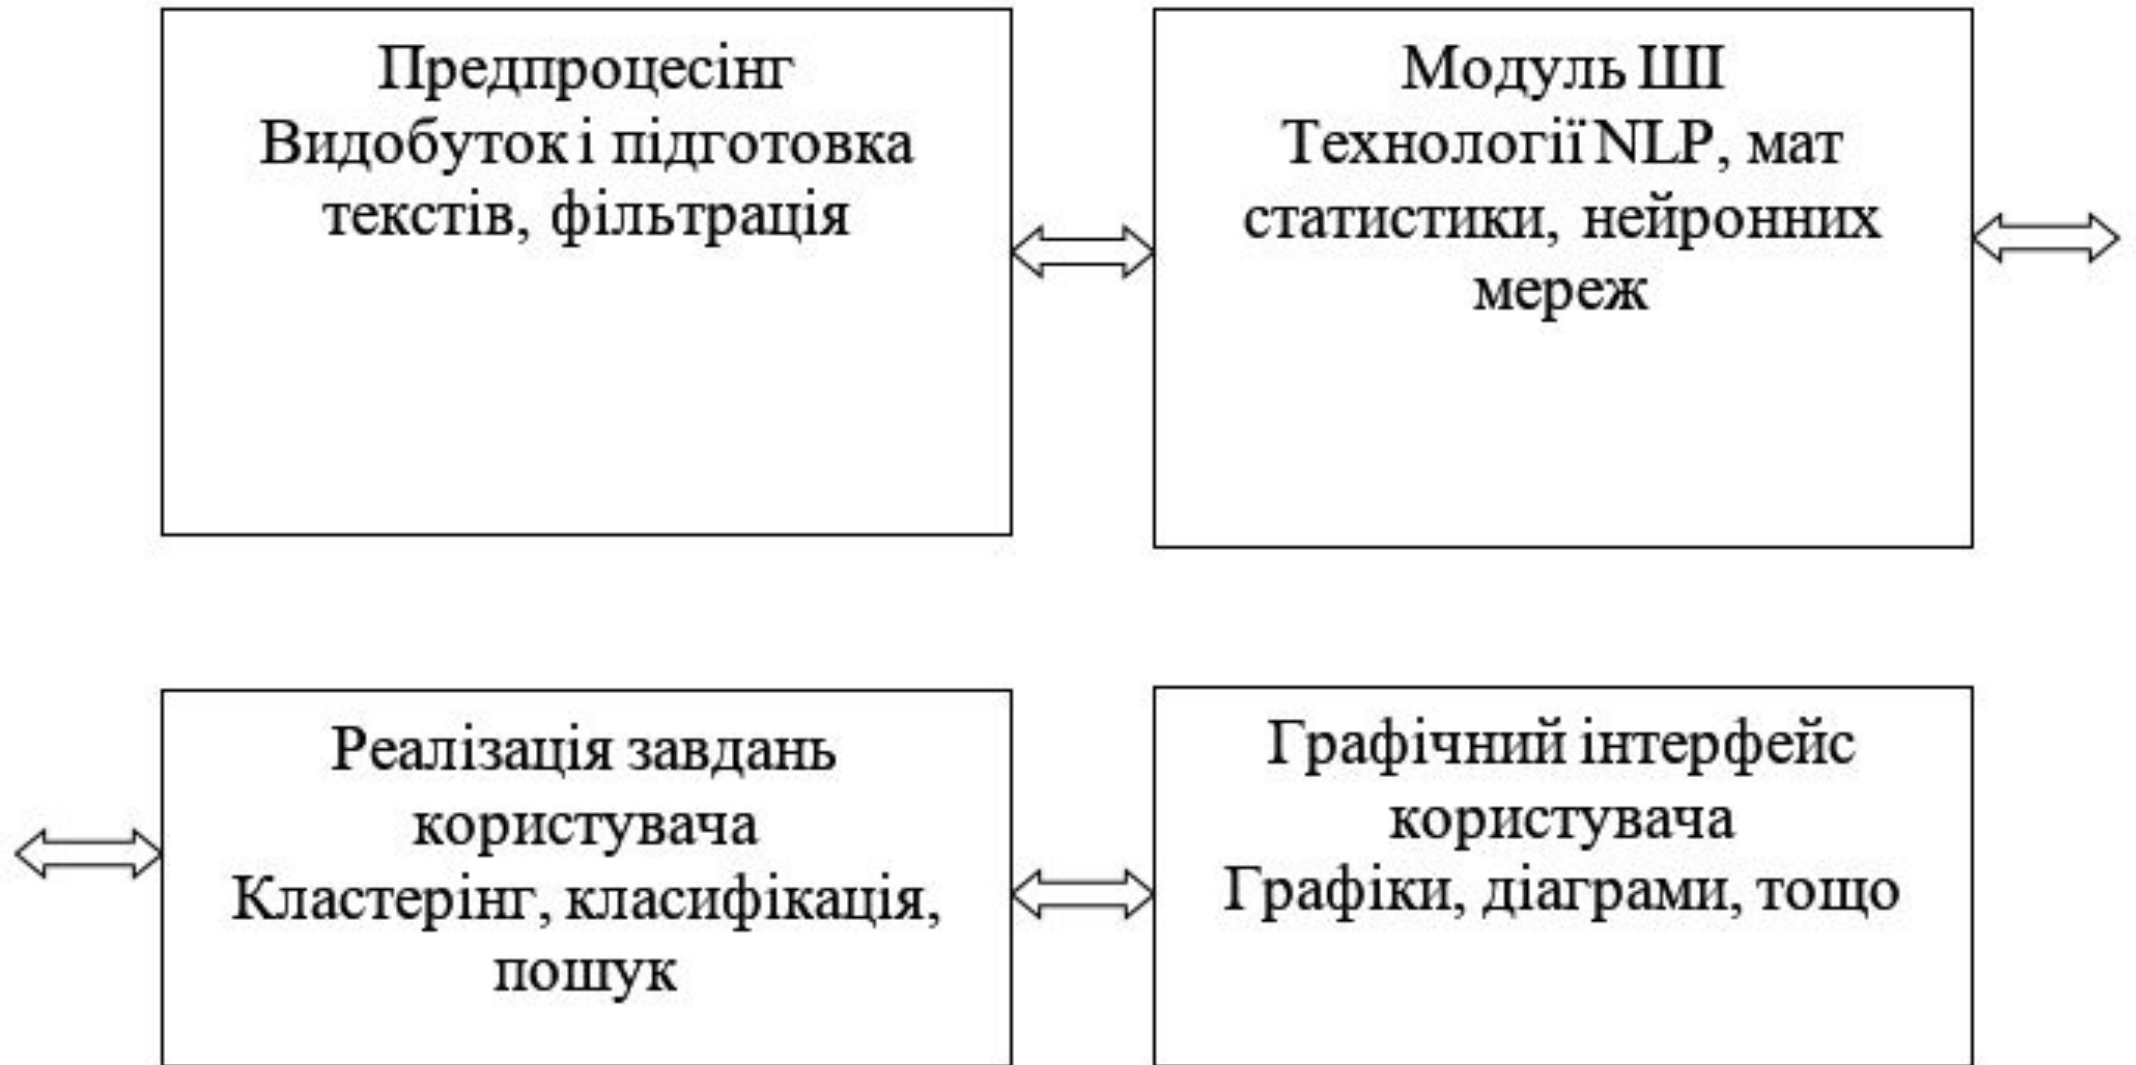 Предпроцесінг
Видобуток і підготовка
текстів, фільтрація
Модуль ШІ
Технології NLP, мат
статистики, нейронних
мереж
Реалізація завдань
користувача
Кластерінг, класифікація,
пошук
Графічний інтерфейс
користувача
Графіки, діаграми, тощо